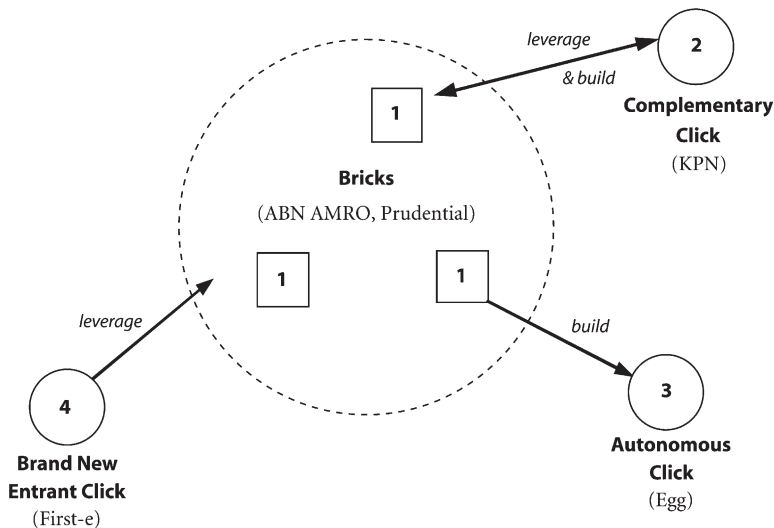 leverage
& build
2
Complementary
Click
(KPN)
1
Bricks
(ABN AMRO, Prudential)
1
1
leverage
build
4
Brand New
Entrant Click
(First-e)
3
Autonomous
Click
(Egg)